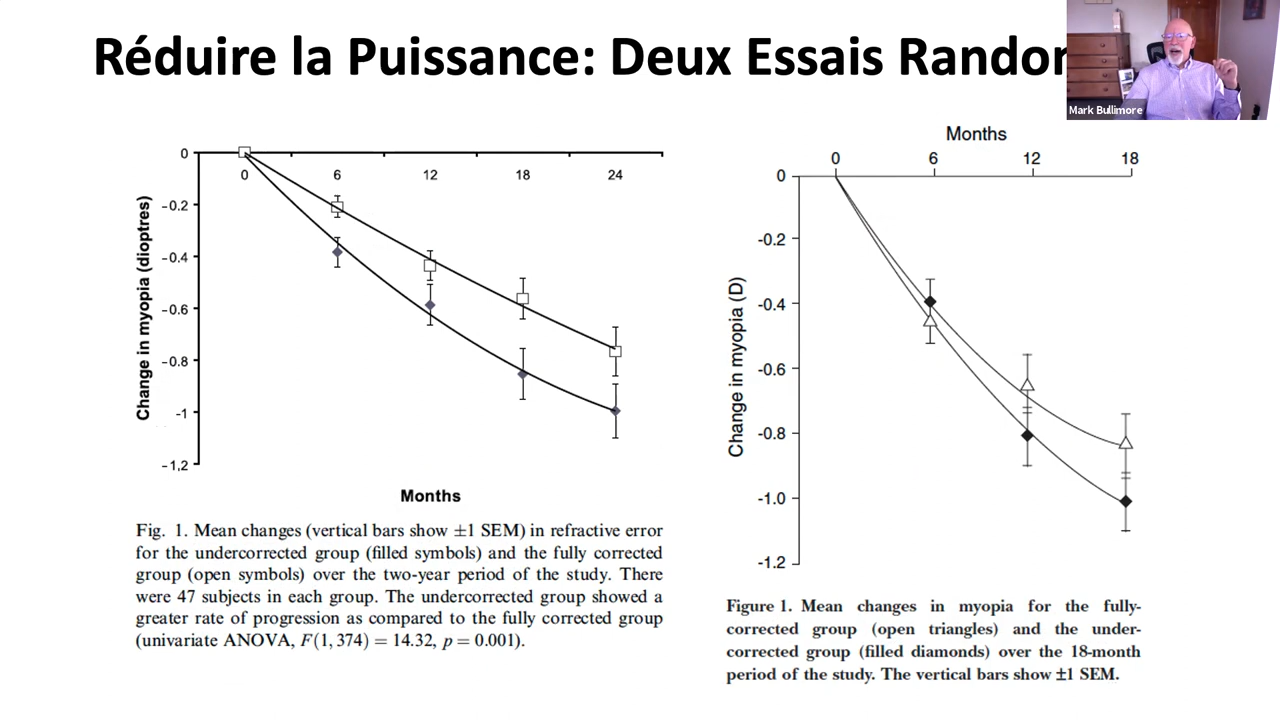 Réduire la Puissance: Deux Essais
Mark Bullimore
0
0 6 12 18 24
−0.2
−0.4
−0.6
−0.8
−1
−1.2
Change in myopia (dioptres)
Months
Fig. 1. Mean changes (vertical bars show ±1 SEM) in refractive error
for the undercorrected group (filled symbols) and the fully corrected
group (open symbols) over the two-year period of the study. There
were 47 subjects in each group. The undercorrected group showed a
greater rate of progression as compared to the fully corrected group
(univariate ANOVA, F(1, 374) = 14.32, p = 0.001).
Months
0 6 12 18
0
-0.2
-0.4
-0.6
-0.8
-1.0
-1.2
Change in myopia (D)
Figure 1. Mean changes in myopia for the fully-
corrected group (open triangles) and the under-
corrected group (filled diamonds) over the 18-month
period of the study. The vertical bars show ±1 SEM.